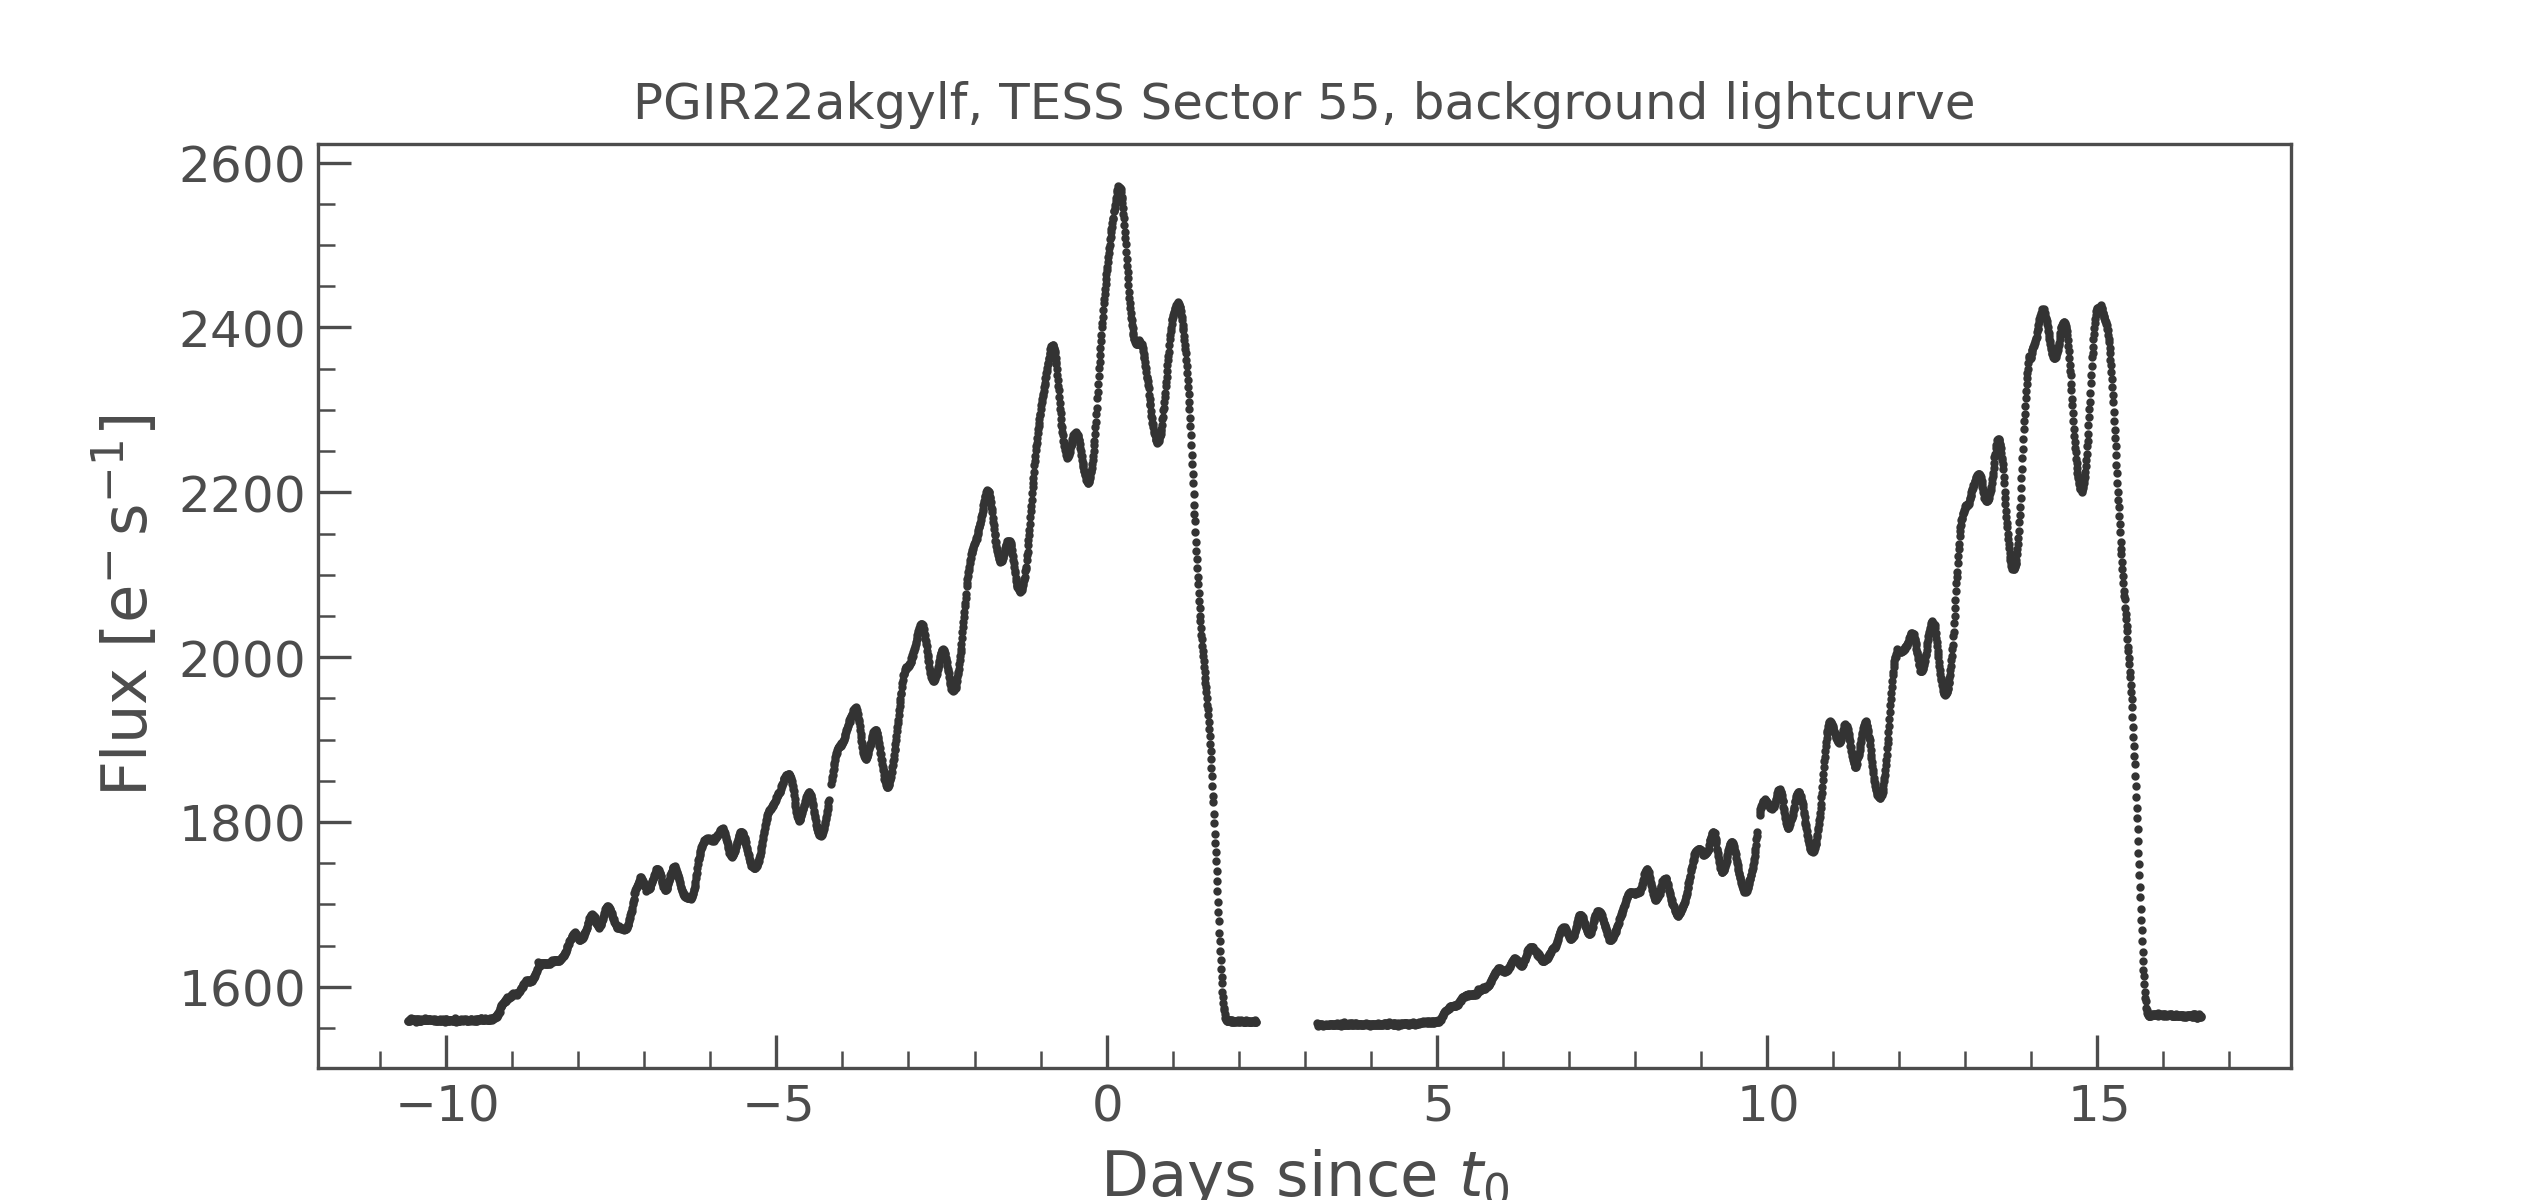 PGIR22akgylf, TESS Sector 55, background lightcurve
2600
2400
2200
2000
1800
1600
Flux [e⁻ s⁻¹]
−10 −5 0 5 10 15
Days since t₀